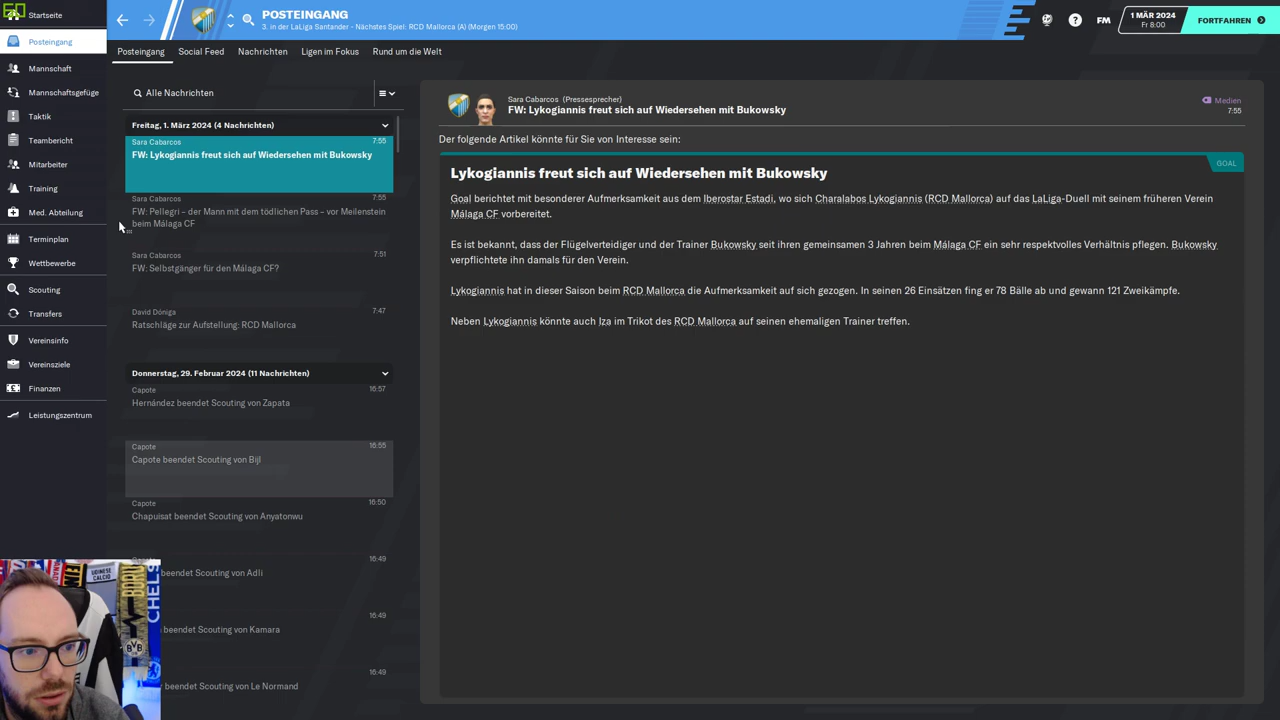 Startseite
Posteingang
Mannschaft
Mannschaftsgefüge
Taktik
Teambericht
Mitarbeiter
Training
Med. Abteilung
Terminplan
Wettbewerbe
Scouting
Transfers
Vereinsinfo
Vereinsziele
Finanzen
Leistungszentrum
POSTEINGANG
3. in der LaLiga Santander - Nächstes Spiel: RCD Mallorca (A) (Morgen 15:00)
FM
1 MÄR 2024
Fr 8:00
FORTFAHREN
Posteingang Social Feed Nachrichten Ligen im Fokus Rund um die Welt
Alle Nachrichten
Freitag, 1. März 2024 (4 Nachrichten)
Sara Cabarcos 7:55
FW: Lykogiannis freut sich auf Wiedersehen mit Bukowsky
Sara Cabarcos 7:55
FW: Pellegri – der Mann mit dem tödlichen Pass – vor Meilenstein
beim Málaga CF
Sara Cabarcos 7:51
FW: Selbstgänger für den Málaga CF?
David Dóniga 7:47
Ratschläge zur Aufstellung: RCD Mallorca
Donnerstag, 29. Februar 2024 (11 Nachrichten)
Capote 16:57
Hernández beendet Scouting von Zapata
Capote 16:55
Capote beendet Scouting von Bijl
Capote 16:50
Chapuisat beendet Scouting von Anyatonwu
16:49
beendet Scouting von Adli
16:49
beendet Scouting von Kamara
16:49
beendet Scouting von Le Normand
Sara Cabarcos (Pressesprecher)
FW: Lykogiannis freut sich auf Wiedersehen mit Bukowsky
Medien
7:55
Der folgende Artikel könnte für Sie von Interesse sein:
GOAL
Lykogiannis freut sich auf Wiedersehen mit Bukowsky
Goal berichtet mit besonderer Aufmerksamkeit aus dem Iberostar Estadi, wo sich Charalabos Lykogiannis (RCD Mallorca) auf das LaLiga-Duell mit seinem früheren Verein
Málaga CF vorbereitet.
Es ist bekannt, dass der Flügelverteidiger und der Trainer Bukowsky seit ihren gemeinsamen 3 Jahren beim Málaga CF ein sehr respektvolles Verhältnis pflegen. Bukowsky
verpflichtete ihn damals für den Verein.
Lykogiannis hat in dieser Saison beim RCD Mallorca die Aufmerksamkeit auf sich gezogen. In seinen 26 Einsätzen fing er 78 Bälle ab und gewann 121 Zweikämpfe.
Neben Lykogiannis könnte auch Iza im Trikot des RCD Mallorca auf seinen ehemaligen Trainer treffen.
UDINESE
CALCIO
CHELS
BVB